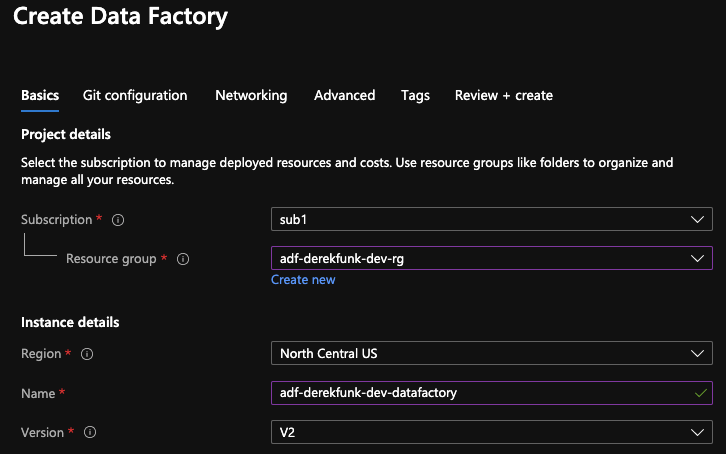 Create Data Factory
Basics Git configuration Networking Advanced Tags Review + create
Project details
Select the subscription to manage deployed resources and costs. Use resource groups like folders to organize and
manage all your resources.
Subscription * sub1
Resource group * adf-derekfunk-dev-rg
Create new
Instance details
Region * North Central US
Name * adf-derekfunk-dev-datafactory
Version * V2